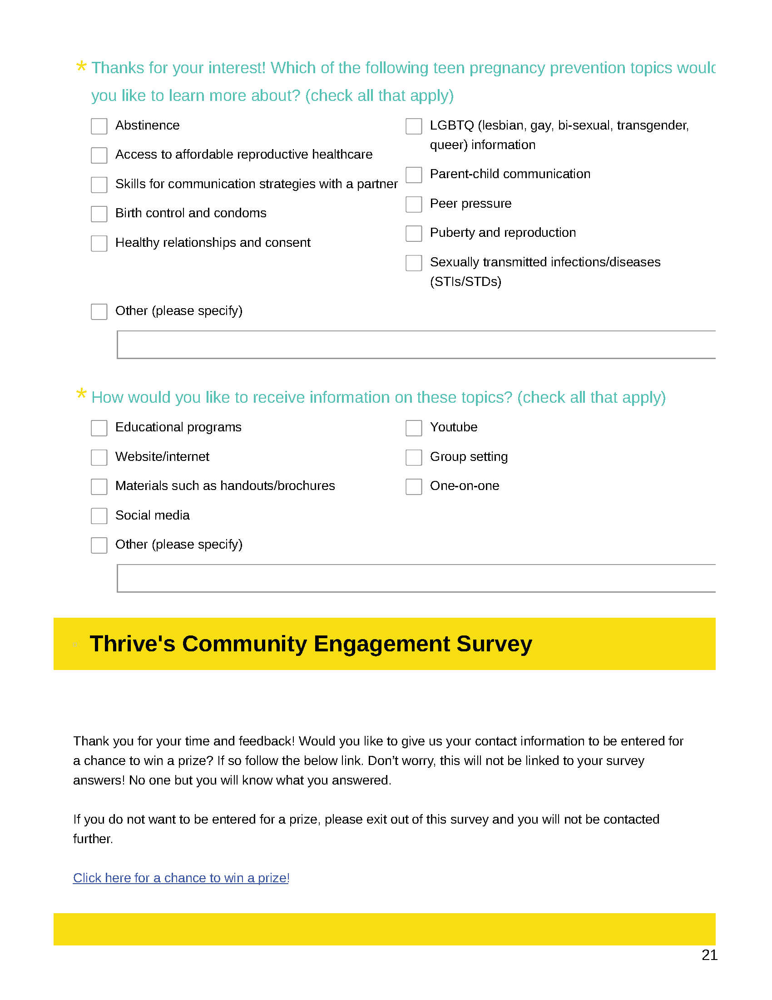 * Thanks for your interest! Which of the following teen pregnancy prevention topics would
you like to learn more about? (check all that apply)
Abstinence
Access to affordable reproductive healthcare
Skills for communication strategies with a partner
Birth control and condoms
Healthy relationships and consent
LGBTQ (lesbian, gay, bi-sexual, transgender,
queer) information
Parent-child communication
Peer pressure
Puberty and reproduction
Sexually transmitted infections/diseases
(STIs/STDs)
Other (please specify)
* How would you like to receive information on these topics? (check all that apply)
Educational programs
Website/internet
Materials such as handouts/brochures
Social media
Youtube
Group setting
One-on-one
Other (please specify)
Thrive's Community Engagement Survey
Thank you for your time and feedback! Would you like to give us your contact information to be entered for
a chance to win a prize? If so follow the below link. Don’t worry, this will not be linked to your survey
answers! No one but you will know what you answered.
If you do not want to be entered for a prize, please exit out of this survey and you will not be contacted
further.
Click here for a chance to win a prize!
21